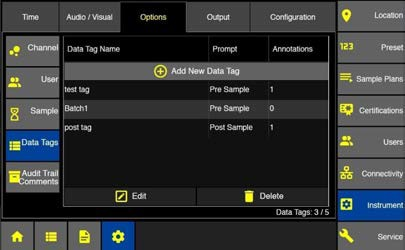 Time
Audio / Visual
Options
Output
Configuration
Location
Channel
Data Tag Name
Prompt
Annotations
123
Preset
Add New Data Tag
User
test tag
Pre Sample
1
Sample Plans
Batch1
Pre Sample
0
Sample
post tag
Post Sample
1
Certifications
Data Tags
Users
Audit Trail
Comments
Connectivity
Edit
Delete
Instrument
Data Tags: 3 / 5
Service